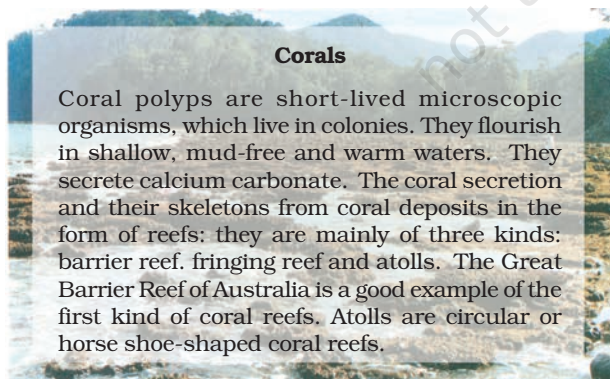 Corals
Coral polyps are short-lived microscopic
organisms, which live in colonies. They flourish
in shallow, mud-free and warm waters. They
secrete calcium carbonate. The coral secretion
and their skeletons from coral deposits in the
form of reefs: they are mainly of three kinds:
barrier reef. fringing reef and atolls. The Great
Barrier Reef of Australia is a good example of the
first kind of coral reefs. Atolls are circular or
horse shoe-shaped coral reefs.
not